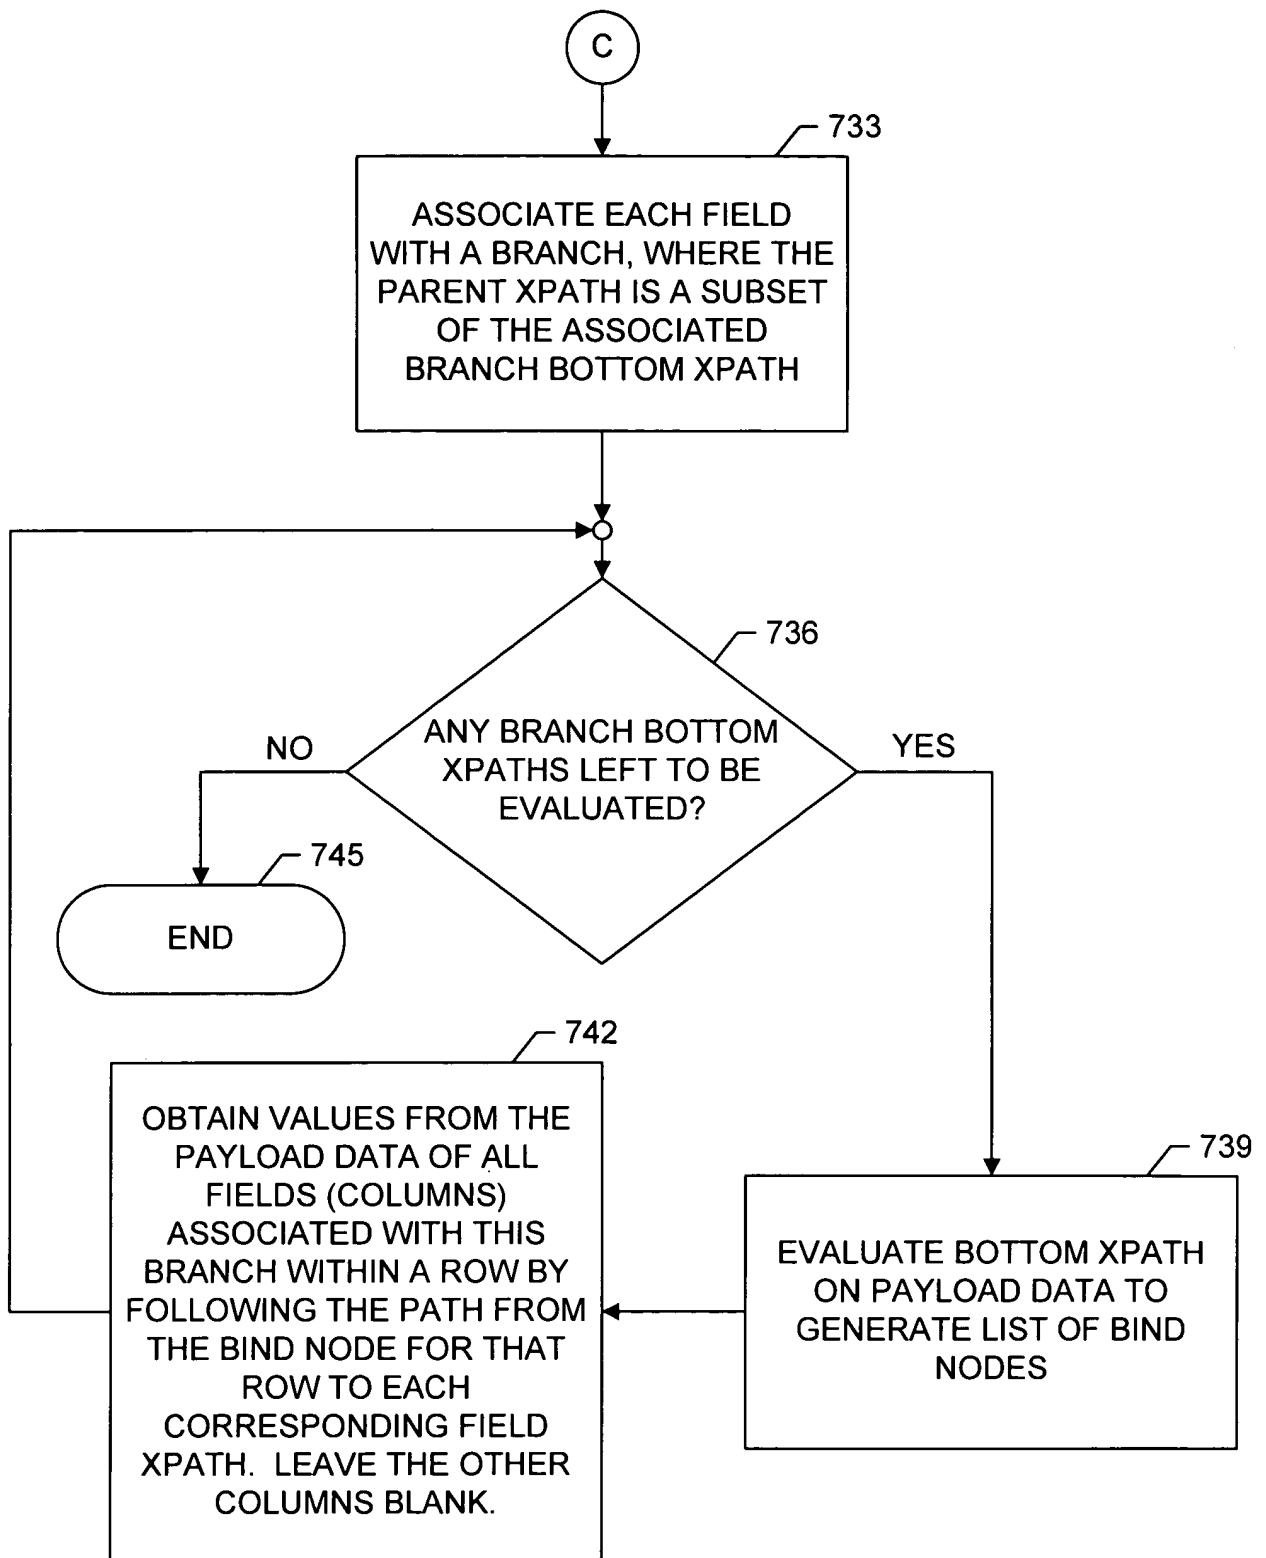 C
733
ASSOCIATE EACH FIELD
WITH A BRANCH, WHERE THE
PARENT XPATH IS A SUBSET
OF THE ASSOCIATED
BRANCH BOTTOM XPATH
736
ANY BRANCH BOTTOM
XPATHS LEFT TO BE
EVALUATED?
NO
YES
745
END
742
OBTAIN VALUES FROM THE
PAYLOAD DATA OF ALL
FIELDS (COLUMNS)
ASSOCIATED WITH THIS
BRANCH WITHIN A ROW BY
FOLLOWING THE PATH FROM
THE BIND NODE FOR THAT
ROW TO EACH
CORRESPONDING FIELD
XPATH.  LEAVE THE OTHER
COLUMNS BLANK.
739
EVALUATE BOTTOM XPATH
ON PAYLOAD DATA TO
GENERATE LIST OF BIND
NODES